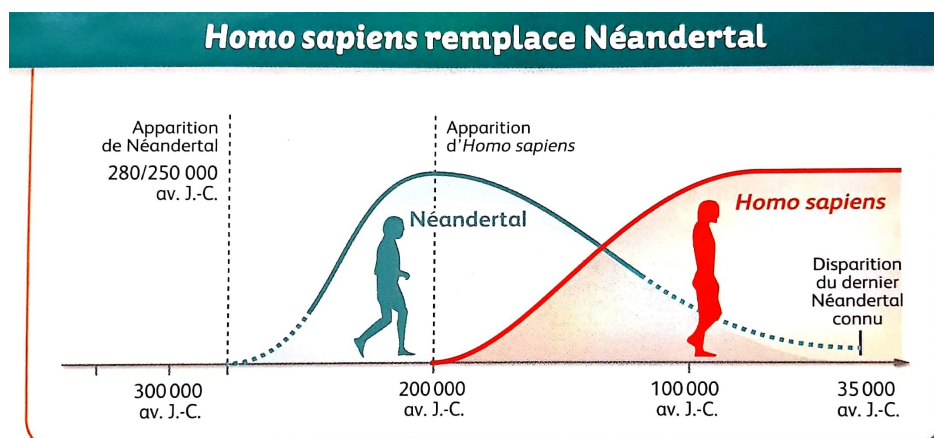 Homo sapiens remplace Néandertal
Apparition
de Néandertal
280/250 000
av. J.-C.
Apparition
d'Homo sapiens
Néandertal
Homo sapiens
Disparition
du dernier
Néandertal
connu
300 000
av. J.-C.
200 000
av. J.-C.
100 000
av. J.-C.
35 000
av. J.-C.